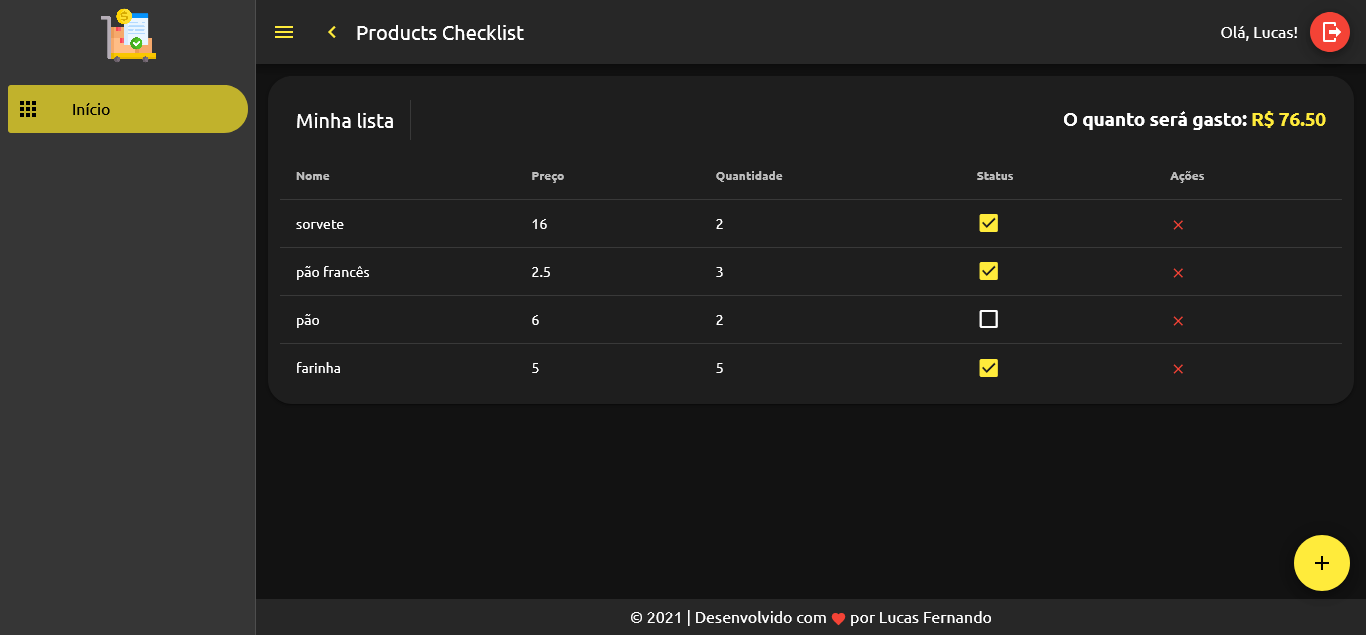 Products Checklist
Olá, Lucas!
Início
Minha lista
O quanto será gasto: R$ 76.50
Nome Preço Quantidade Status Ações
sorvete 16 2
pão francês 2.5 3
pão 6 2
farinha 5 5
© 2021 | Desenvolvido com ❤ por Lucas Fernando